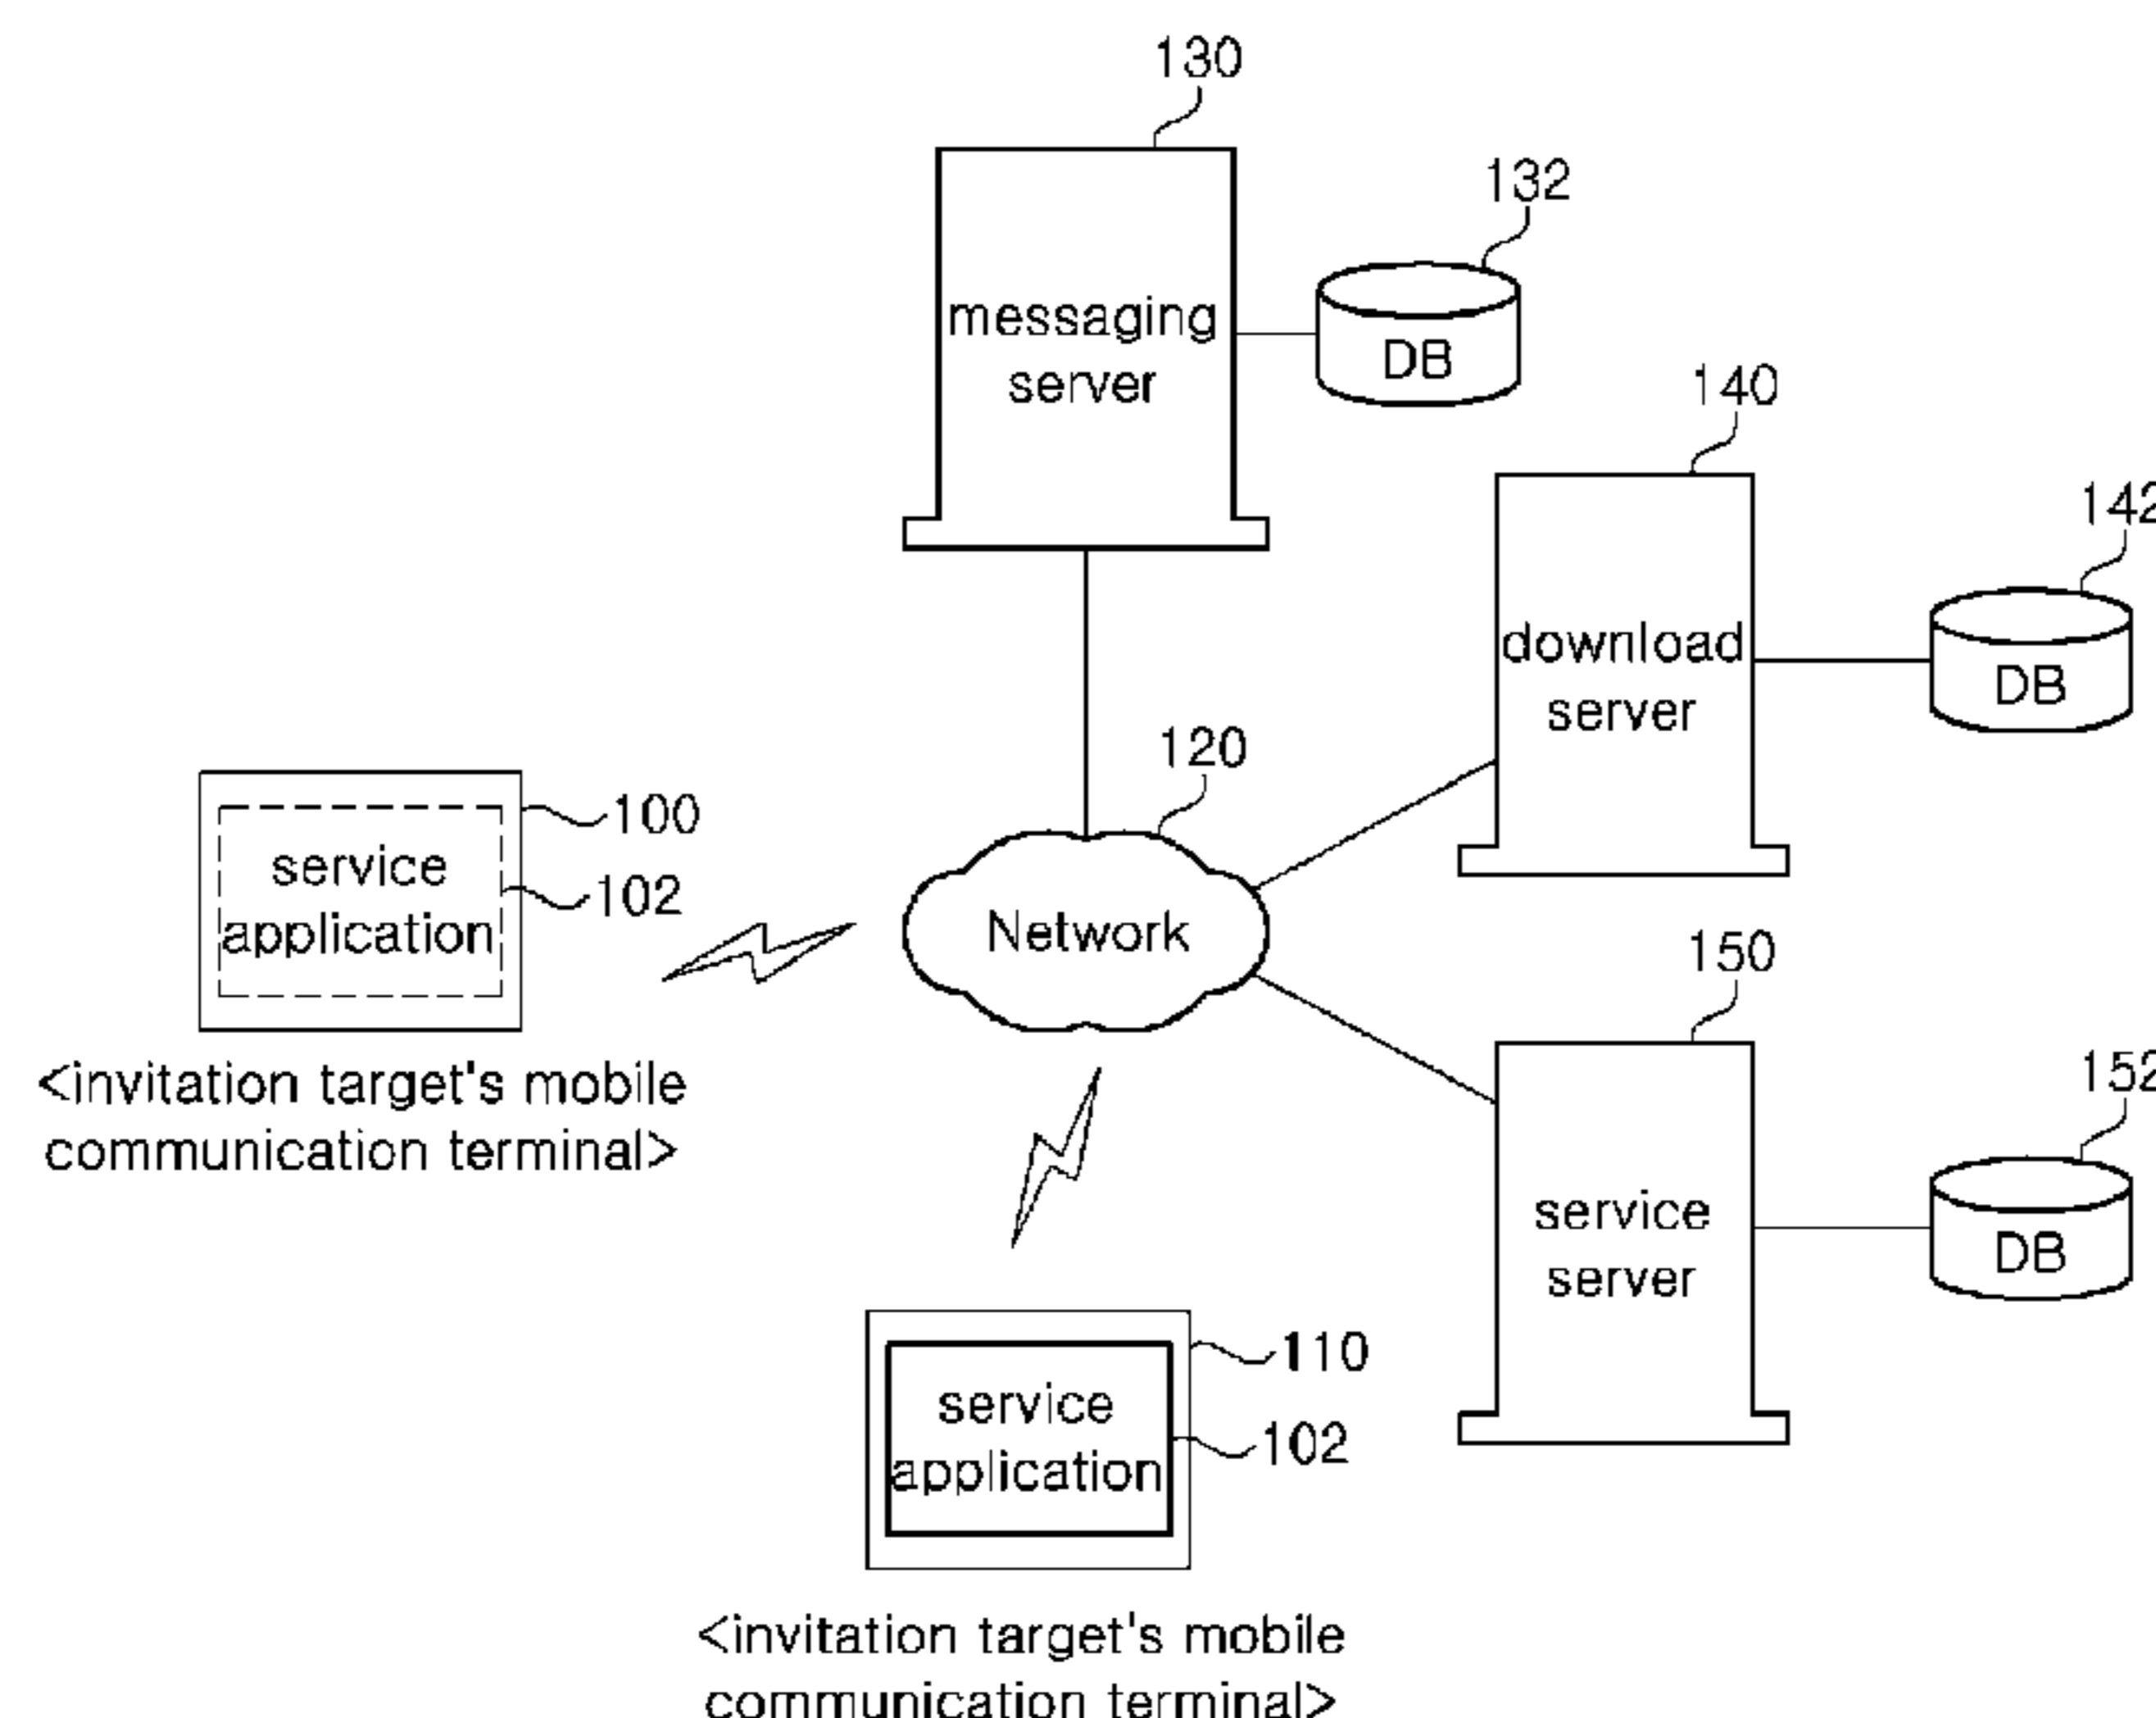 130
132
messaging
server
DB
140
142
download
server
DB
120
100
service
application
102
Network
150
<invitation target's mobile
communication terminal>
152
service
server
DB
110
service
application
102
<invitation target's mobile
communication terminal>